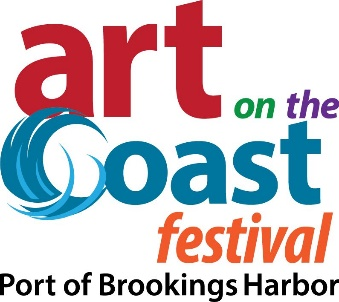 art on the
Coast
festival
Port of Brookings Harbor